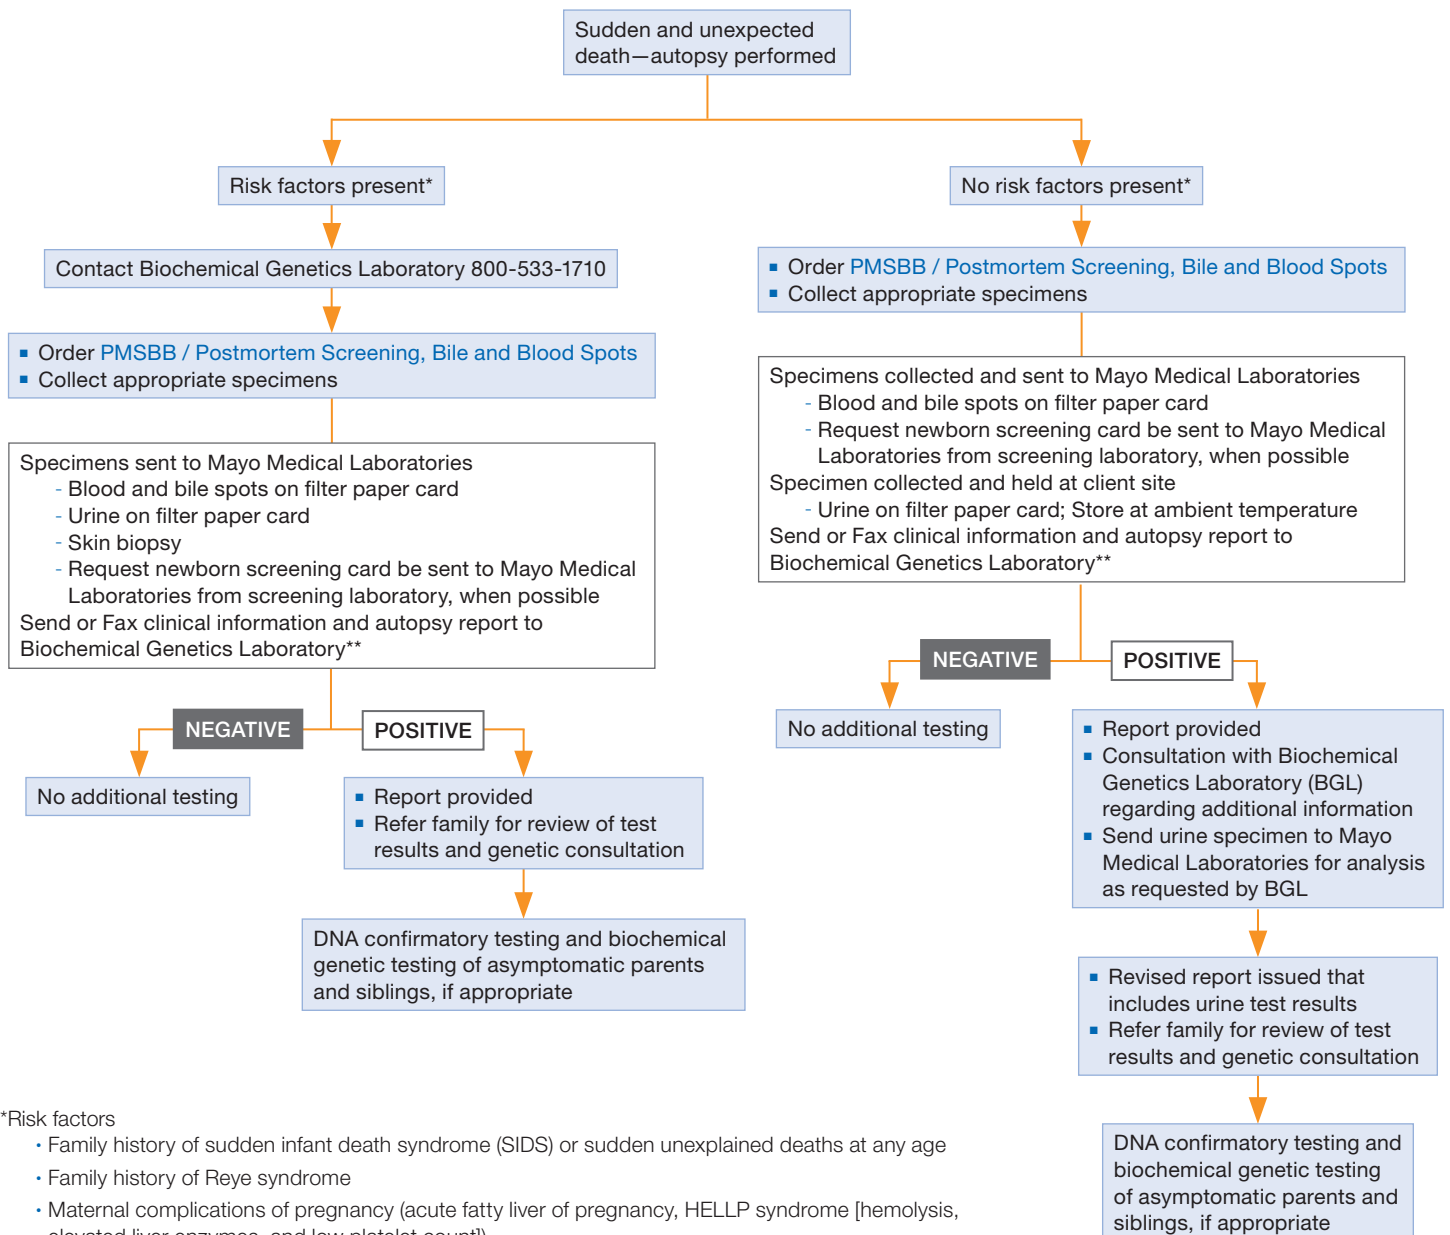 Sudden and unexpected
death—autopsy performed
Risk factors present*
Contact Biochemical Genetics Laboratory 800-533-1710
▪ Order PMSBB / Postmortem Screening, Bile and Blood Spots
▪ Collect appropriate specimens
Specimens sent to Mayo Medical Laboratories
- Blood and bile spots on filter paper card
- Urine on filter paper card
- Skin biopsy
- Request newborn screening card be sent to Mayo Medical
Laboratories from screening laboratory, when possible
Send or Fax clinical information and autopsy report to
Biochemical Genetics Laboratory**
NEGATIVE
POSITIVE
No additional testing
▪ Report provided
▪ Refer family for review of test
results and genetic consultation
DNA confirmatory testing and biochemical
genetic testing of asymptomatic parents
and siblings, if appropriate
No risk factors present*
▪ Order PMSBB / Postmortem Screening, Bile and Blood Spots
▪ Collect appropriate specimens
Specimens collected and sent to Mayo Medical Laboratories
- Blood and bile spots on filter paper card
- Request newborn screening card be sent to Mayo Medical
Laboratories from screening laboratory, when possible
Specimen collected and held at client site
- Urine on filter paper card; Store at ambient temperature
Send or Fax clinical information and autopsy report to
Biochemical Genetics Laboratory**
NEGATIVE
POSITIVE
No additional testing
▪ Report provided
▪ Consultation with Biochemical
Genetics Laboratory (BGL)
regarding additional information
▪ Send urine specimen to Mayo
Medical Laboratories for analysis
as requested by BGL
▪ Revised report issued that
includes urine test results
▪ Refer family for review of test
results and genetic consultation
DNA confirmatory testing and
biochemical genetic testing
of asymptomatic parents and
siblings, if appropriate
*Risk factors
• Family history of sudden infant death syndrome (SIDS) or sudden unexplained deaths at any age
• Family history of Reye syndrome
• Maternal complications of pregnancy (acute fatty liver of pregnancy, HELLP syndrome [hemolysis,
elevated liver enzymes, and low platelet count])